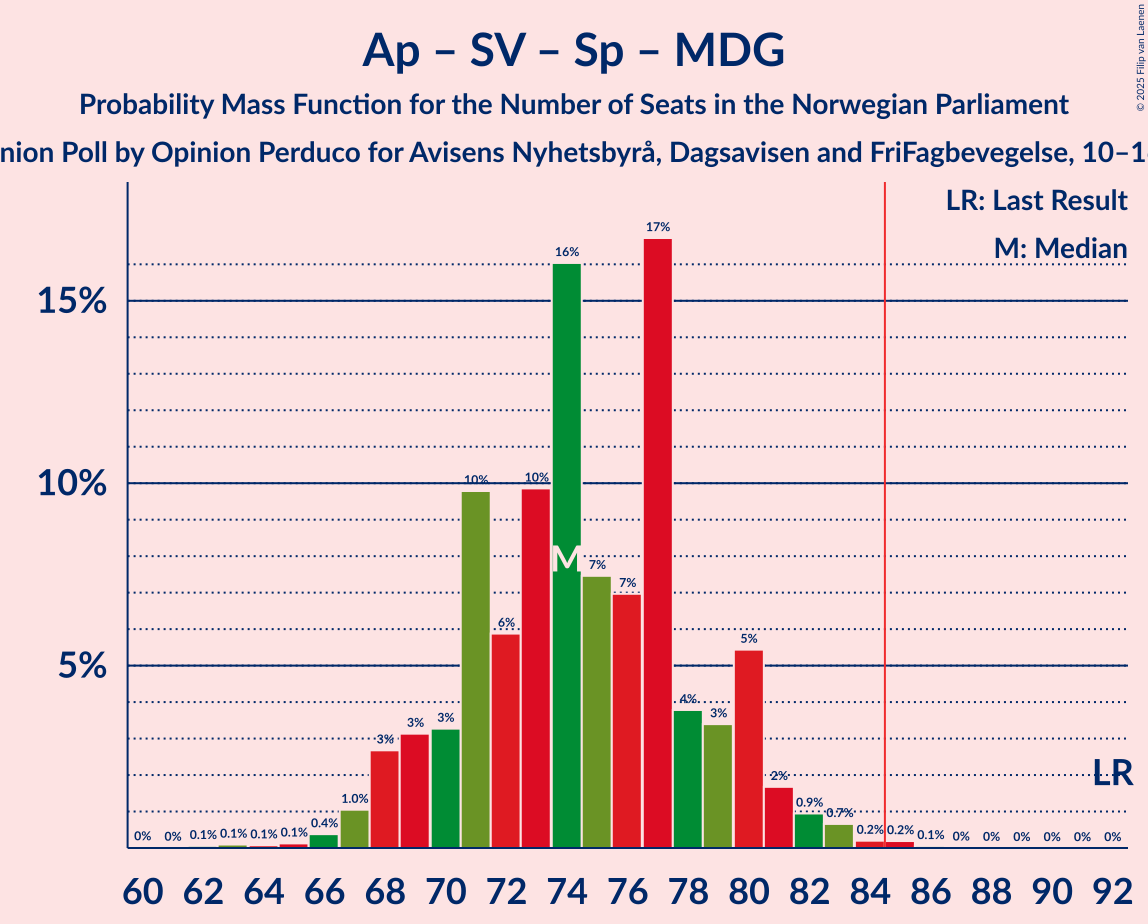 Ap – SV – Sp – MDG
Probability Mass Function for the Number of Seats in the Norwegian Parliament
nion Poll by Opinion Perduco for Avisens Nyhetsbyrå, Dagsavisen and FriFagbevegelse, 10–1
© 2025 Filip van Laenen
LR: Last Result
M: Median
17%
16%
15%
10%
10%
10%
M
7%
7%
6%
5%
5%
4%
3%
3%
3%
3%
LR
2%
1.0%
0.9%
0.7%
0.4%
0% 0% 0.1% 0.1% 0.1% 0.1% 0.2% 0.2% 0.1% 0% 0% 0% 0% 0% 0%
60 62 64 66 68 70 72 74 76 78 80 82 84 86 88 90 92